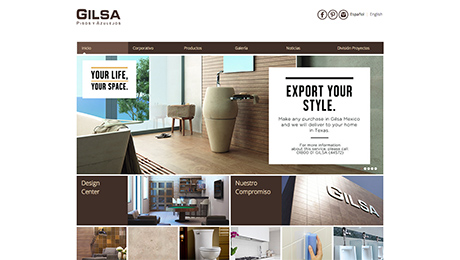 GILSA
PISOS Y AZULEJOS
Español | English
Inicio Corporativo Productos Galería Noticias División Proyectos
YOUR LIFE,
YOUR SPACE.
EXPORT YOUR
STYLE.
Make any purchase in Gilsa Mexico
and we will deliver to your home
in Texas.
For more information
about this service please call
01800 0' GILSA (44572)
Design
Center
Nuestro
Compromiso
GILSA